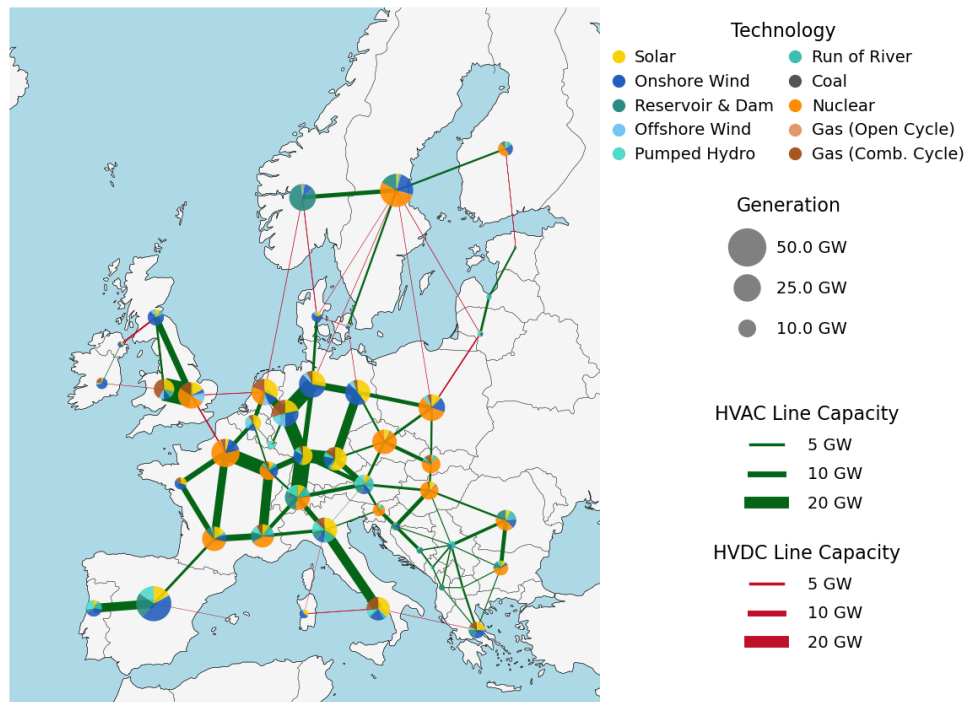 Technology
Solar
Onshore Wind
Reservoir & Dam
Offshore Wind
Pumped Hydro
Run of River
Coal
Nuclear
Gas (Open Cycle)
Gas (Comb. Cycle)
Generation
50.0 GW
25.0 GW
10.0 GW
HVAC Line Capacity
5 GW
10 GW
20 GW
HVDC Line Capacity
5 GW
10 GW
20 GW